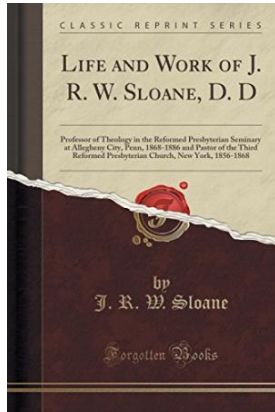 CLASSIC REPRINT SERIES
LIFE AND WORK OF J.
R. W. SLOANE, D. D
Professor of Theology in the Reformed Presbyterian Seminary
at Allegheny City, Penn, 1868-1886 and Pastor of the Third
Reformed Presbyterian Church, New York, 1856-1868
by
J. R. W. Sloane
Forgotten Books